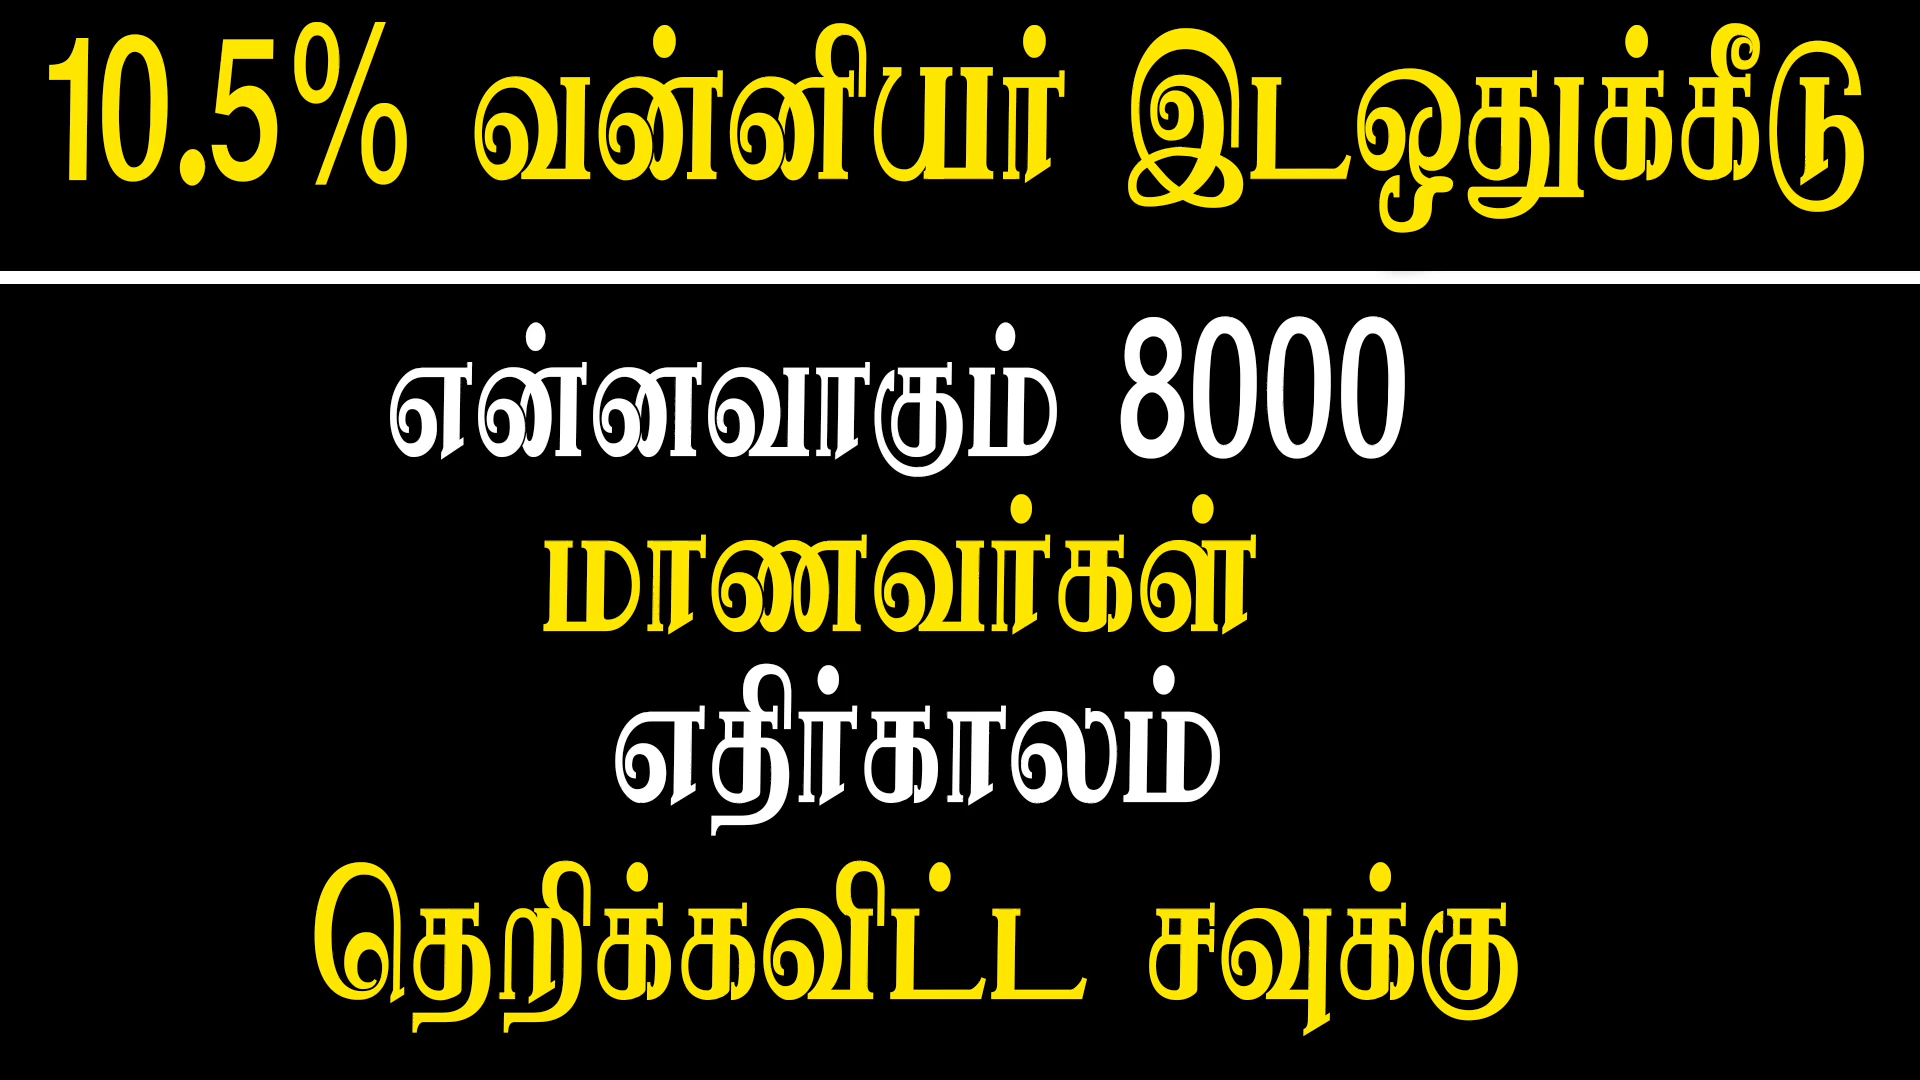 10.5% வன்னியர் இடஒதுக்கீடு
என்னவாகும் 8000
மாணவர்கள்
எதிர்காலம்
தெறிக்கவிட்ட சவுக்கு